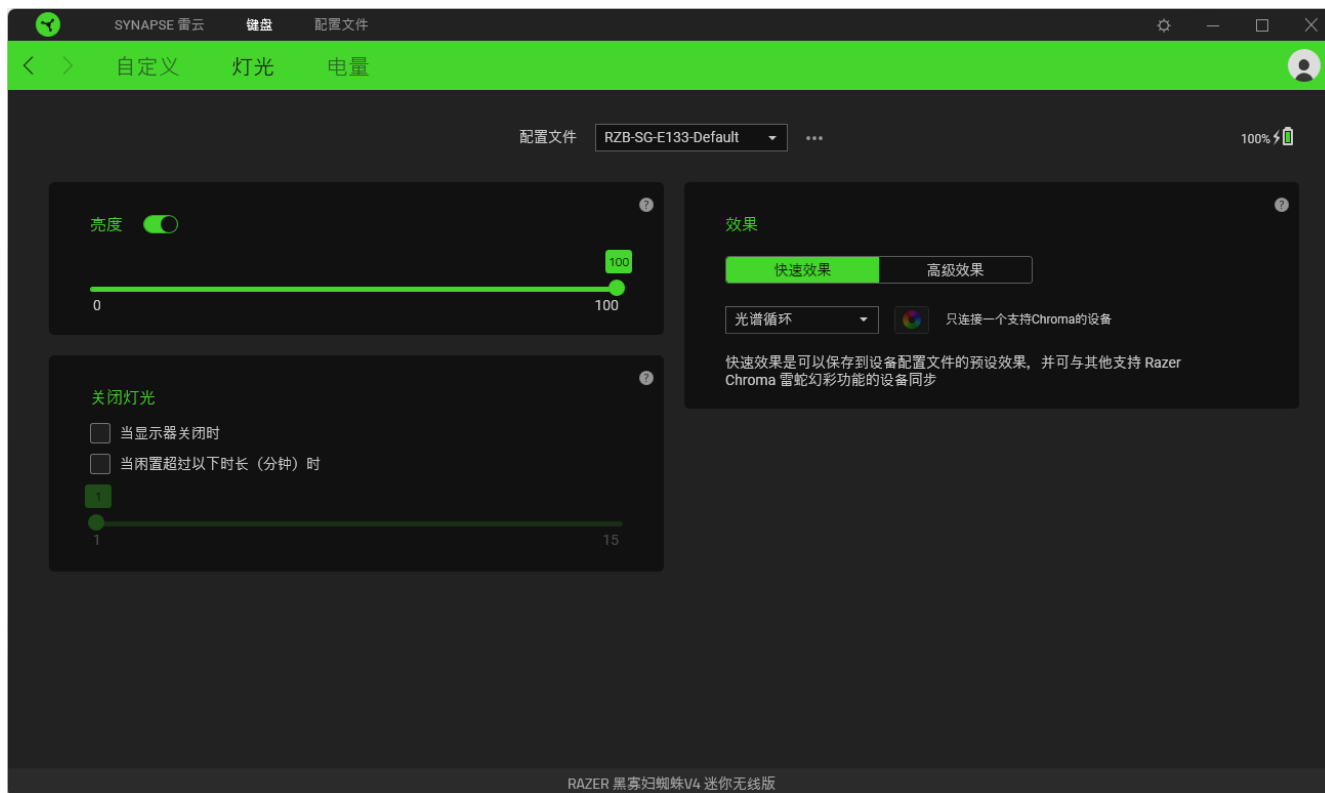 SYNAPSE 雷云 键盘 配置文件
自定义 灯光 电量
配置文件 RZB-SG-E133-Default 100%
亮度
100
0 100
关闭灯光
当显示器关闭时
当闲置超过以下时长（分钟）时
1
1 15
效果
快速效果 高级效果
光谱循环 只连接一个支持Chroma的设备
快速效果是可以保存到设备配置文件的预设效果，并可与其他支持 Razer
Chroma 雷蛇幻彩功能的设备同步
RAZER 黑寡妇蜘蛛V4 迷你无线版